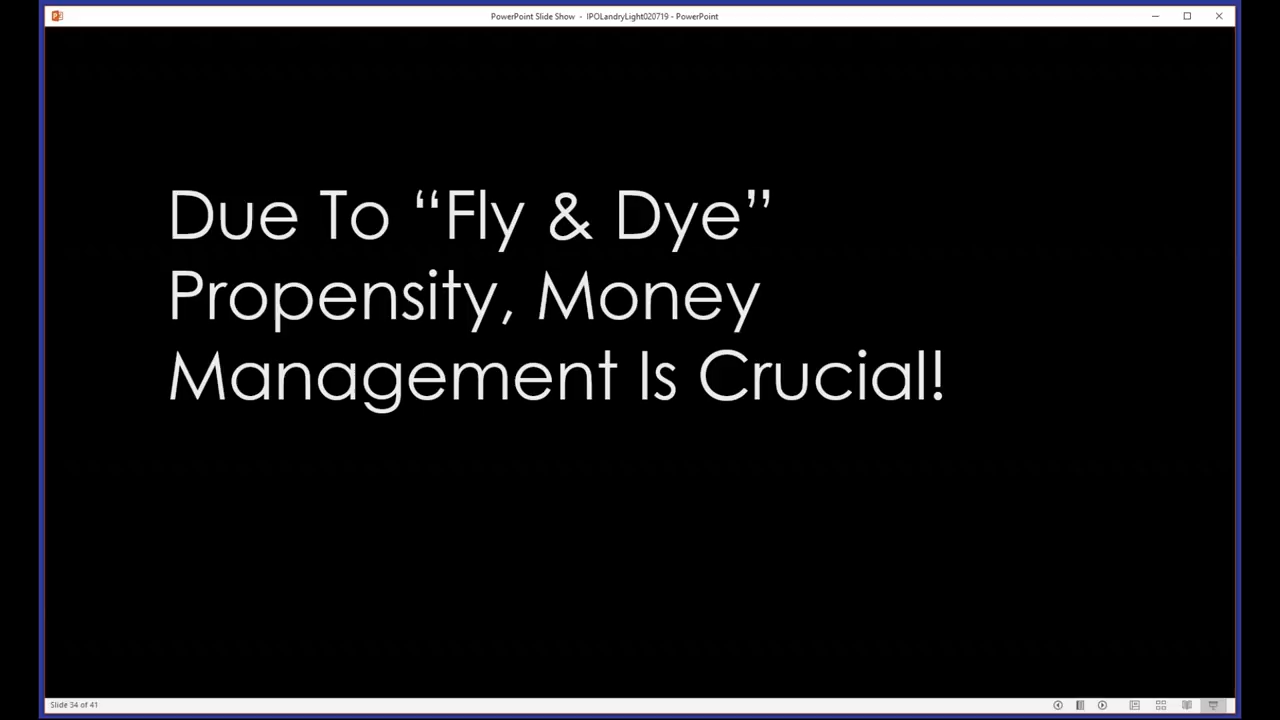 PowerPoint Slide Show - IPOLandryLight020719 - PowerPoint
Due To “Fly & Dye”
Propensity, Money
Management Is Crucial!
Slide 34 of 41